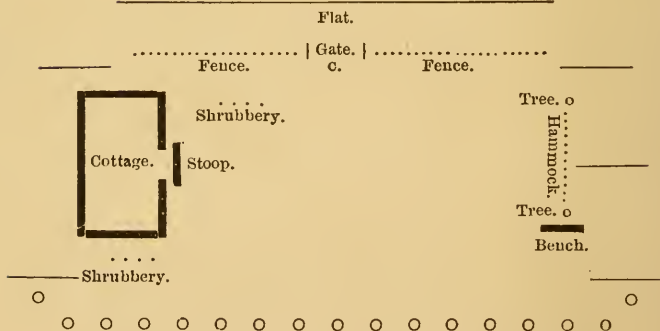 Flat.
| Gate. }
Fence. C. Fence.
Shrubbery.
Tree.
Hammock.
Cottage. Stoop.
Tree.
Bench.
Shrubbery.